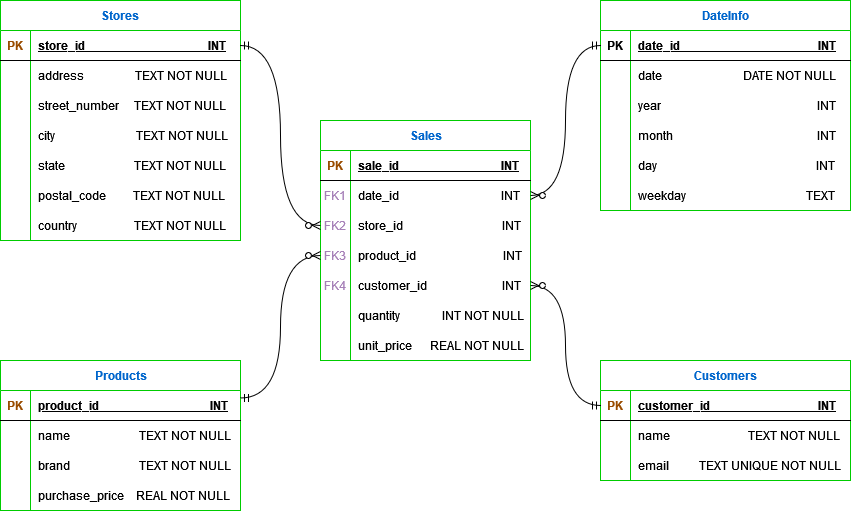 Stores
PK store_id INT
address TEXT NOT NULL
street_number TEXT NOT NULL
city TEXT NOT NULL
state TEXT NOT NULL
postal_code TEXT NOT NULL
country TEXT NOT NULL
DateInfo
PK date_id INT
date DATE NOT NULL
year INT
month INT
day INT
weekday TEXT
Sales
PK sale_id INT
FK1 date_id INT
FK2 store_id INT
FK3 product_id INT
FK4 customer_id INT
quantity INT NOT NULL
unit_price REAL NOT NULL
Products
PK product_id INT
name TEXT NOT NULL
brand TEXT NOT NULL
purchase_price REAL NOT NULL
Customers
PK customer_id INT
name TEXT NOT NULL
email TEXT UNIQUE NOT NULL